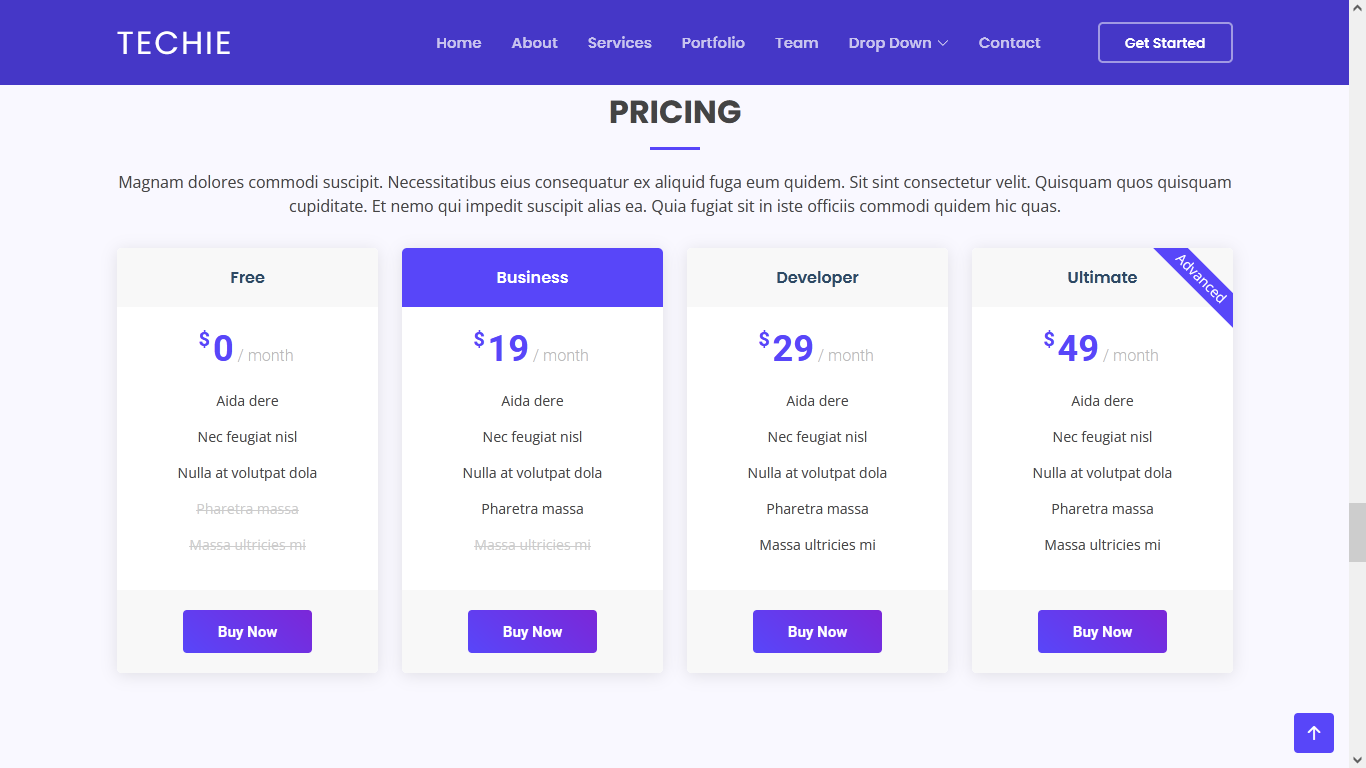 TECHIE
Home About Services Portfolio Team Drop Down Contact Get Started
PRICING
Magnam dolores commodi suscipit. Necessitatibus eius consequatur ex aliquid fuga eum quidem. Sit sint consectetur velit. Quisquam quos quisquam
cupiditate. Et nemo qui impedit suscipit alias ea. Quia fugiat sit in iste officiis commodi quidem hic quas.
Free
$0 / month
Aida dere
Nec feugiat nisl
Nulla at volutpat dola
Pharetra massa
Massa ultricies mi
Buy Now
Business
$19 / month
Aida dere
Nec feugiat nisl
Nulla at volutpat dola
Pharetra massa
Massa ultricies mi
Buy Now
Developer
$29 / month
Aida dere
Nec feugiat nisl
Nulla at volutpat dola
Pharetra massa
Massa ultricies mi
Buy Now
Ultimate
Advanced
$49 / month
Aida dere
Nec feugiat nisl
Nulla at volutpat dola
Pharetra massa
Massa ultricies mi
Buy Now